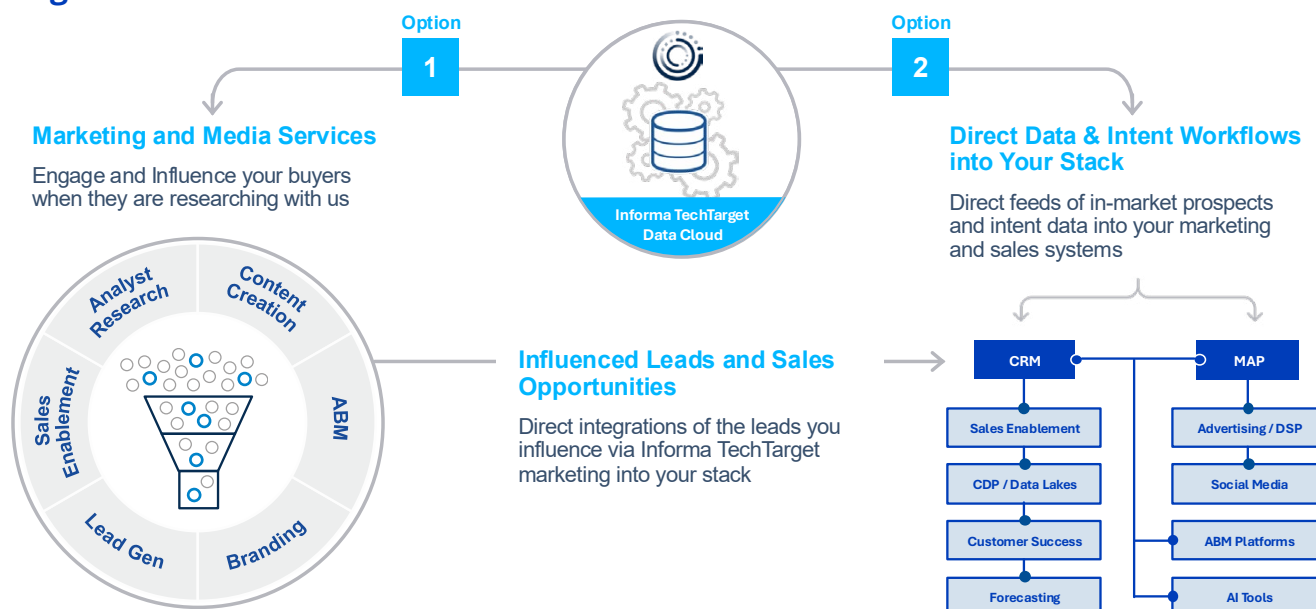 Option
1
Option
2
Marketing and Media Services
Engage and Influence your buyers
when they are researching with us
Informa TechTarget
Data Cloud
Direct Data & Intent Workflows
into Your Stack
Direct feeds of in-market prospects
and intent data into your marketing
and sales systems
Analyst
Research
Content
Creation
Sales
Enablement
ABM
Lead Gen
Branding
Influenced Leads and Sales
Opportunities
Direct integrations of the leads you
influence via Informa TechTarget
marketing into your stack
CRM
MAP
Sales Enablement
Advertising / DSP
CDP / Data Lakes
Social Media
Customer Success
ABM Platforms
Forecasting
AI Tools